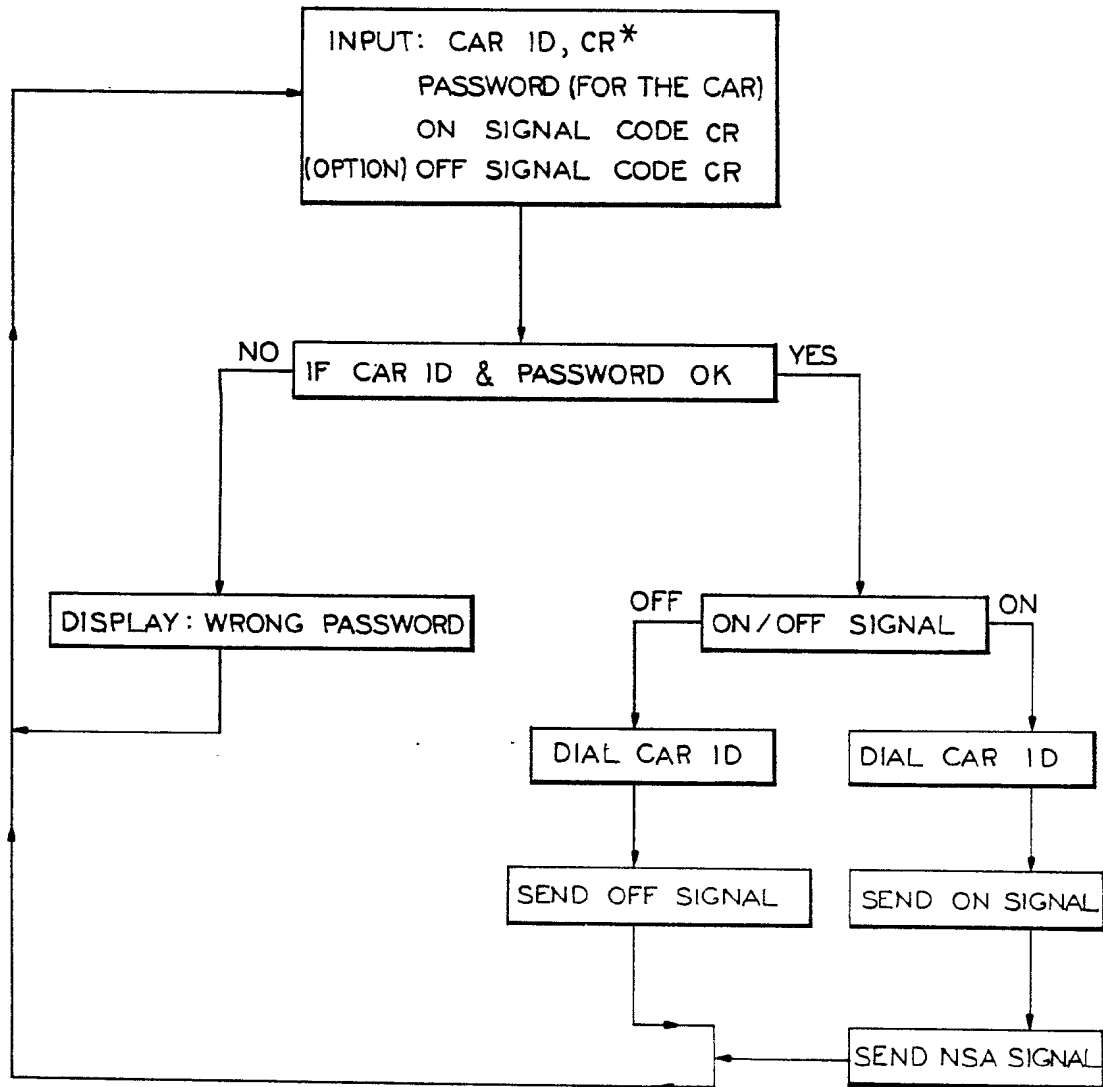 INPUT: CAR ID, CR*
PASSWORD (FOR THE CAR)
ON SIGNAL CODE CR
(OPTION) OFF SIGNAL CODE CR
NO
IF CAR ID & PASSWORD OK
YES
DISPLAY: WRONG PASSWORD
OFF
ON/OFF SIGNAL
ON
DIAL CAR ID
DIAL CAR ID
SEND OFF SIGNAL
SEND ON SIGNAL
SEND NSA SIGNAL